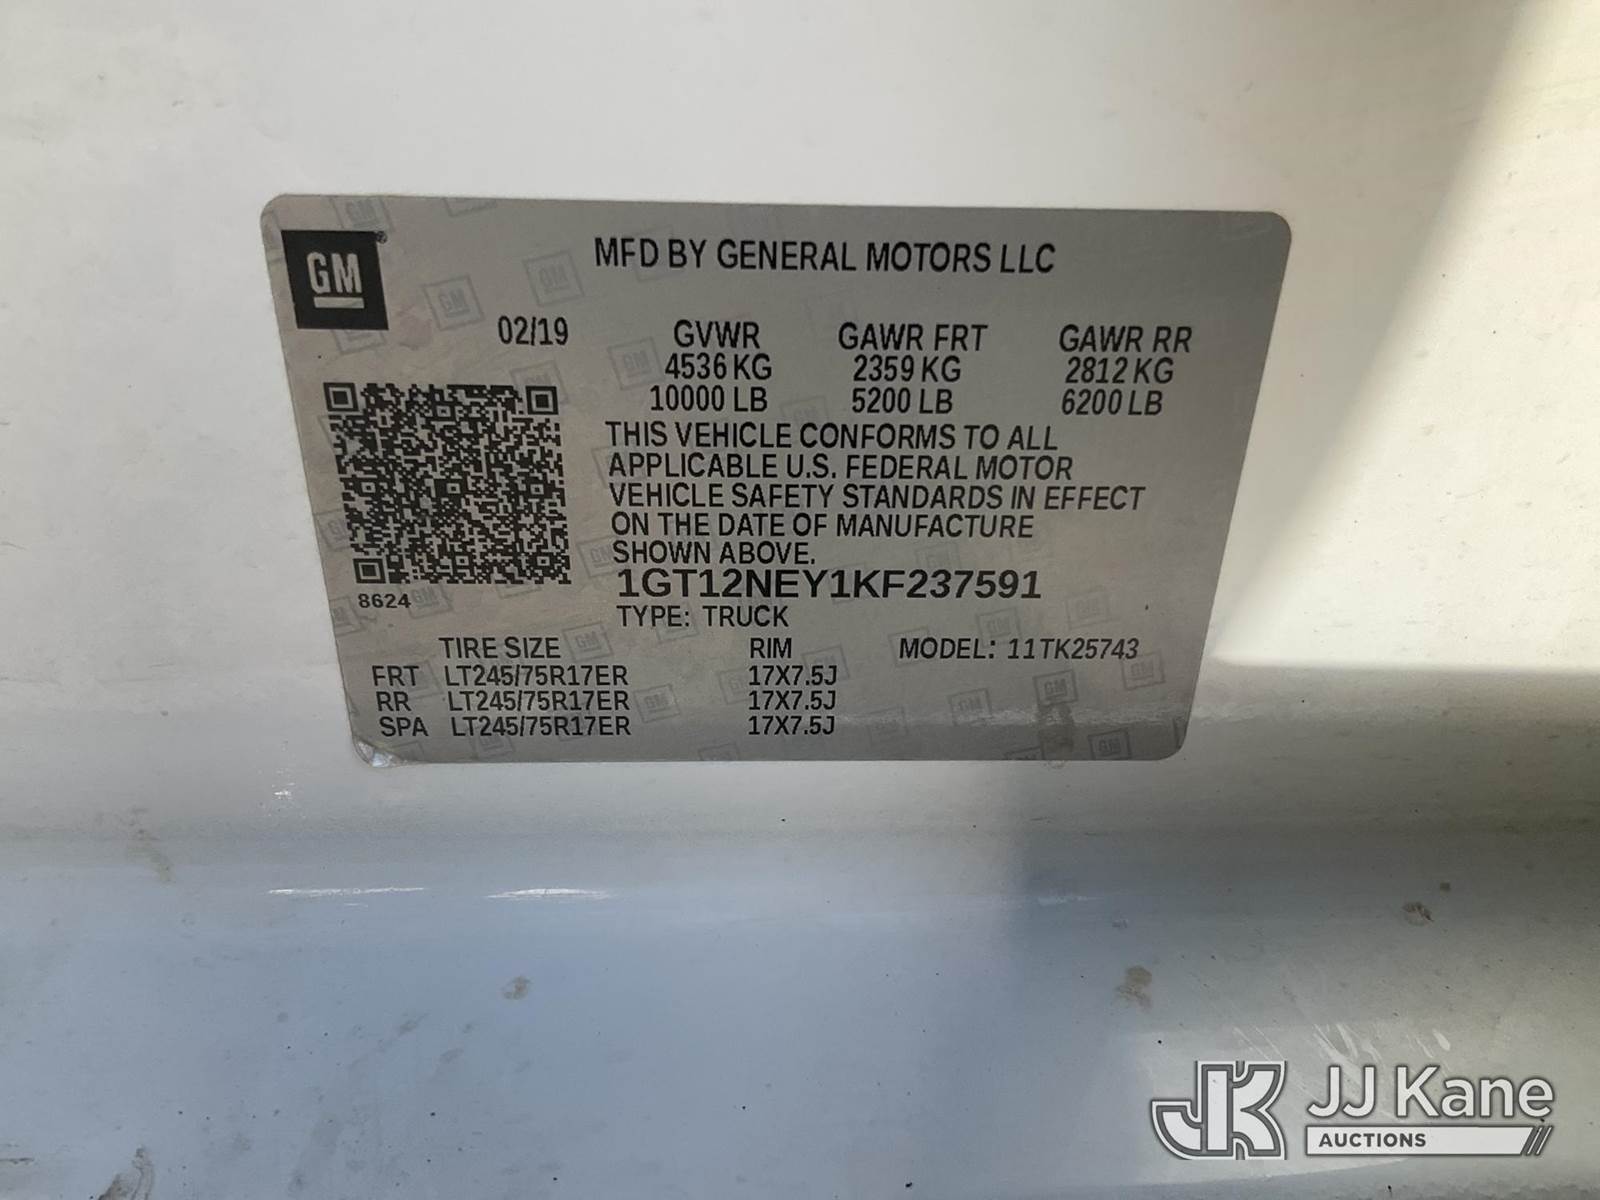 GM
MFD BY GENERAL MOTORS LLC
02/19 GVWR GAWR FRT GAWR RR
4536 KG 2359 KG 2812 KG
10000 LB 5200 LB 6200 LB
THIS VEHICLE CONFORMS TO ALL
APPLICABLE U.S. FEDERAL MOTOR
VEHICLE SAFETY STANDARDS IN EFFECT
ON THE DATE OF MANUFACTURE
SHOWN ABOVE.
1GT12NEY1KF237591
8624
TYPE: TRUCK
TIRE SIZE RIM MODEL: 11TK25743
FRT LT245/75R17ER 17X7.5J
RR LT245/75R17ER 17X7.5J
SPA LT245/75R17ER 17X7.5J
JK JJ Kane
AUCTIONS